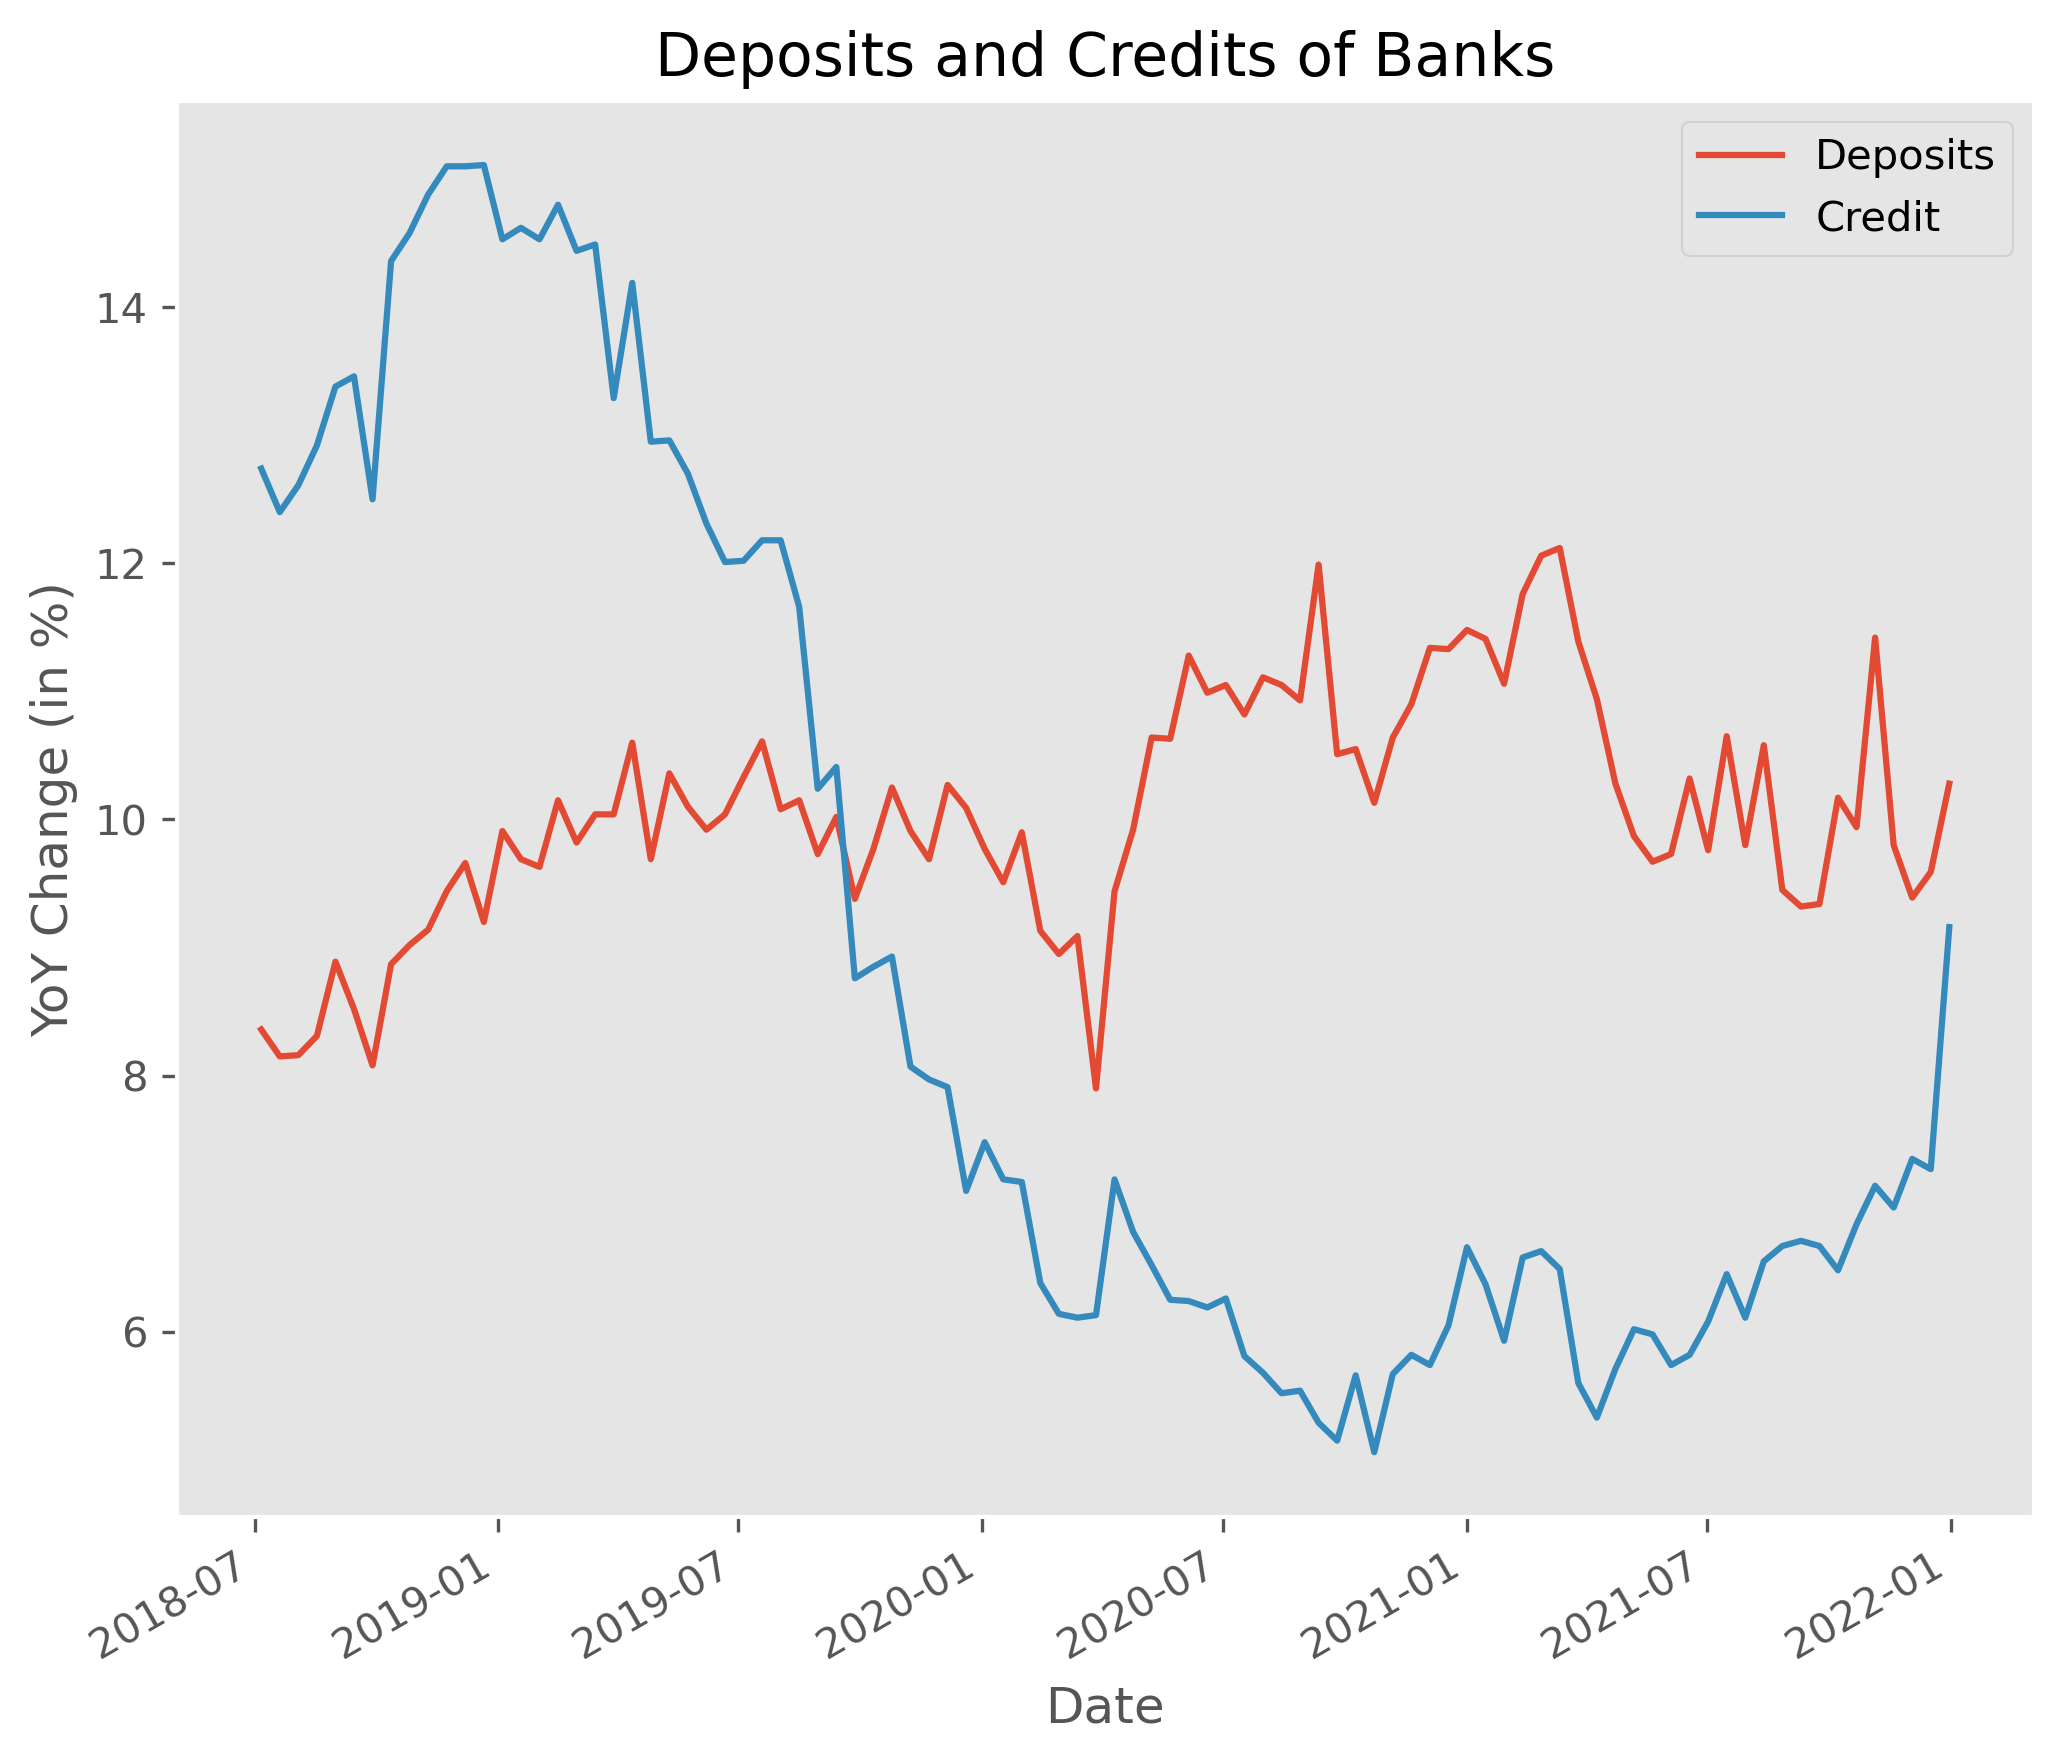 Deposits and Credits of Banks
Deposits
Credit
YoY Change (in %)
14
12
10
8
6
2018-07
2019-01
2019-07
2020-01
2020-07
2021-01
2021-07
2022-01
Date